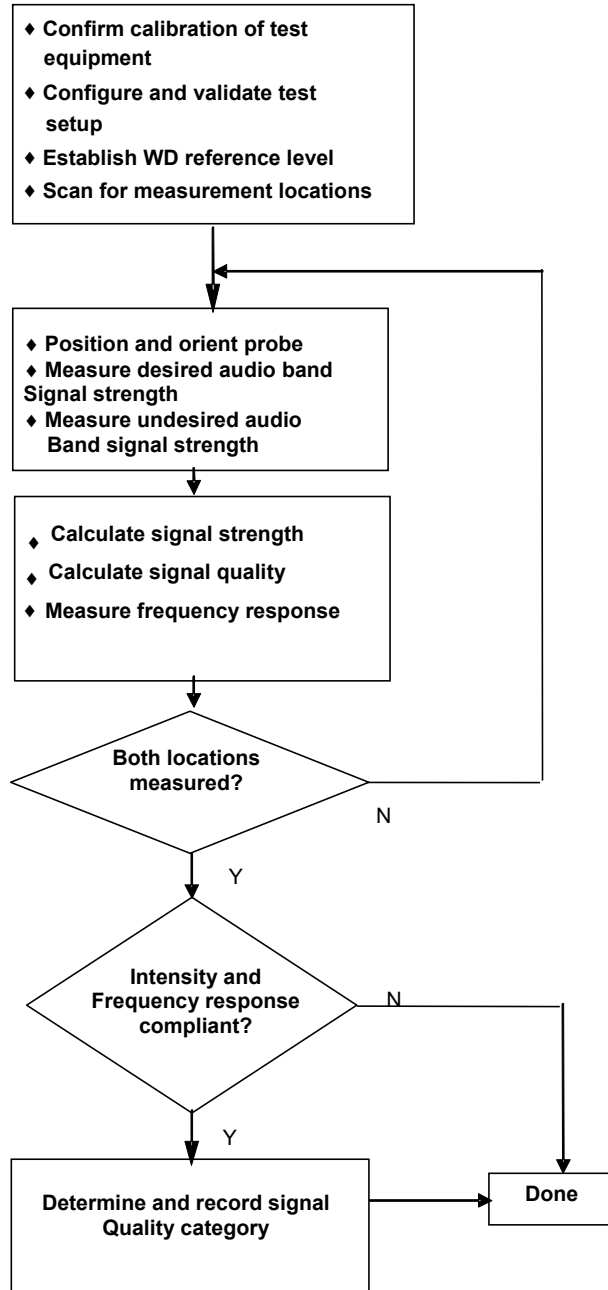 ♦ Confirm calibration of test
equipment
♦ Configure and validate test
setup
♦ Establish WD reference level
♦ Scan for measurement locations
♦ Position and orient probe
♦ Measure desired audio band
Signal strength
♦ Measure undesired audio
Band signal strength
♦ Calculate signal strength
♦ Calculate signal quality
♦ Measure frequency response
Both locations
measured?
N
Y
Intensity and
Frequency response
compliant?
N
Y
Determine and record signal
Quality category
Done